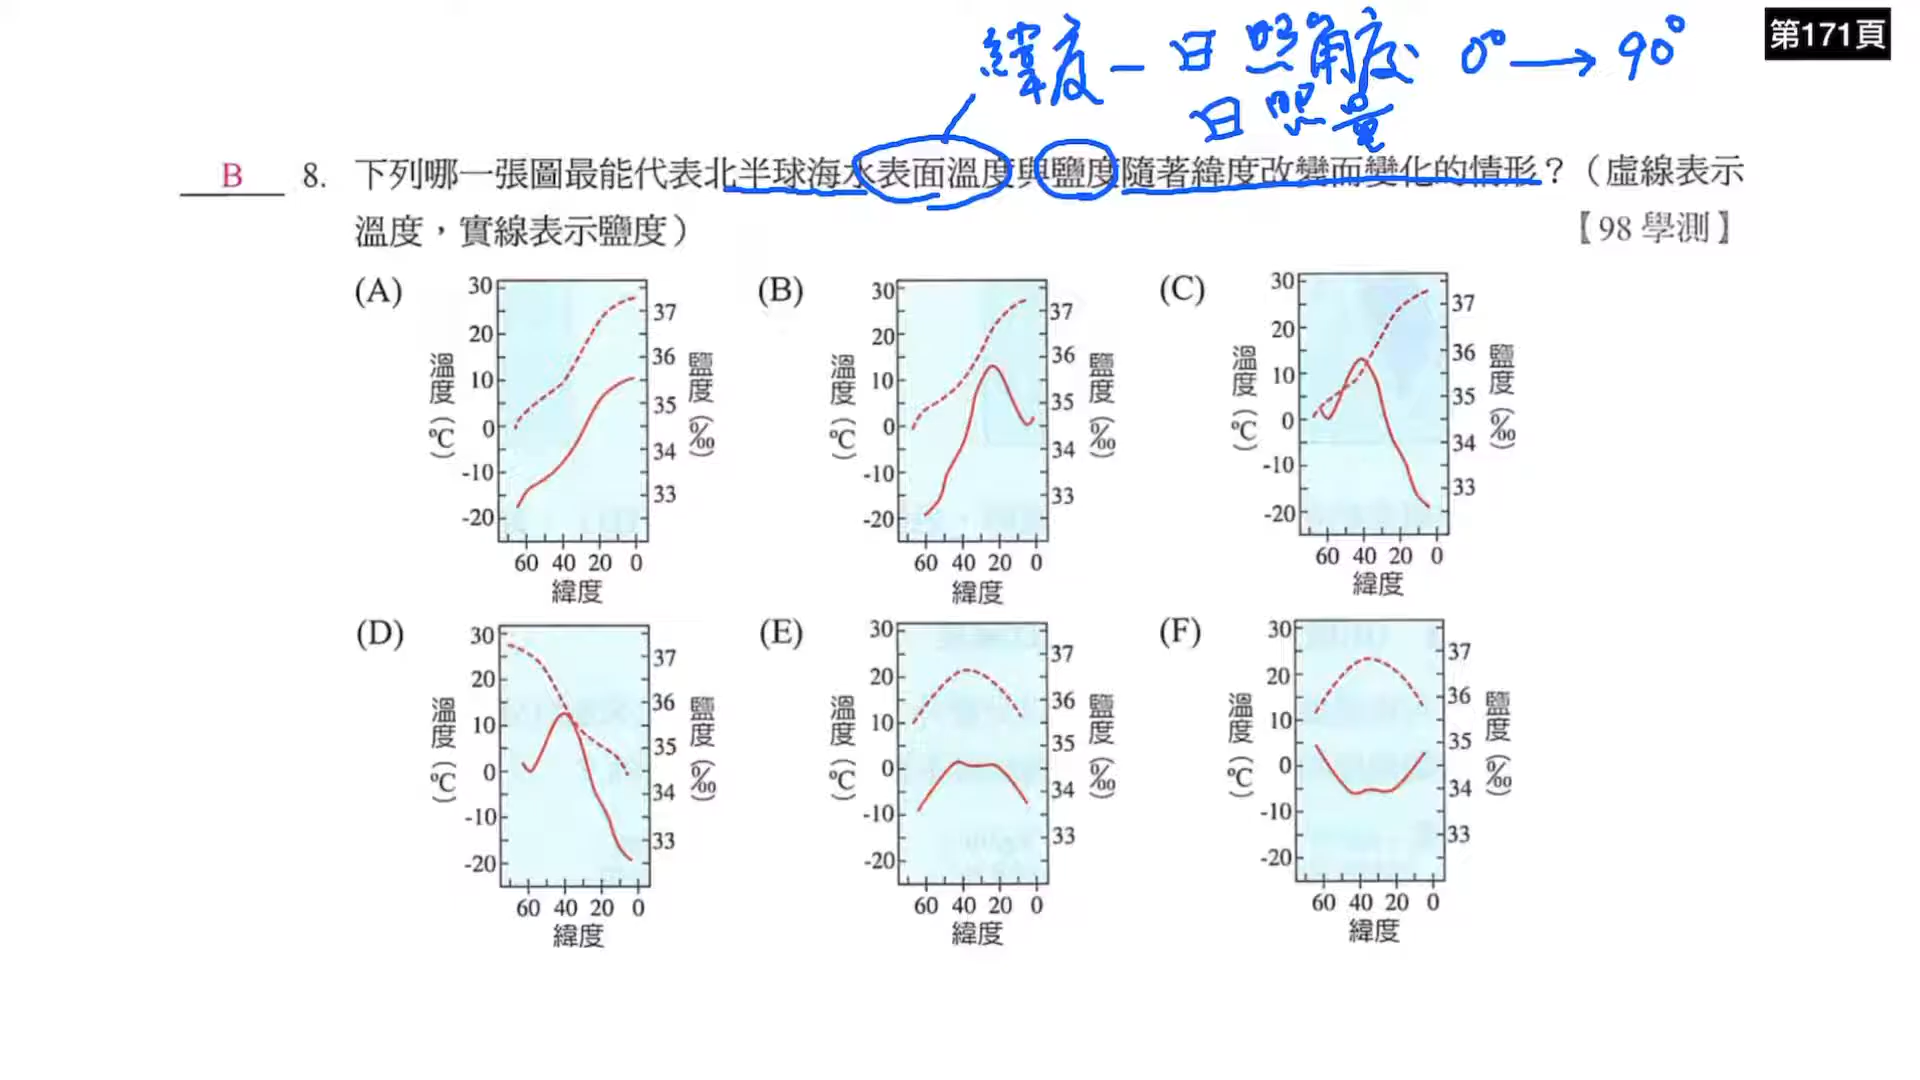 第171頁
緯度 — 日照角度 0° → 90°
日照量
B 8. 下列哪一張圖最能代表北半球海水表面溫度與鹽度隨著緯度改變而變化的情形？（虛線表示
溫度，實線表示鹽度） 【98 學測】
(A)
30
20
10
0
-10
-20
溫度(℃)
37
36
35
34
33
鹽度(‰)
60 40 20 0
緯度
(B)
30
20
10
0
-10
-20
溫度(℃)
37
36
35
34
33
鹽度(‰)
60 40 20 0
緯度
(C)
30
20
10
0
-10
-20
溫度(℃)
37
36
35
34
33
鹽度(‰)
60 40 20 0
緯度
(D)
30
20
10
0
-10
-20
溫度(℃)
37
36
35
34
33
鹽度(‰)
60 40 20 0
緯度
(E)
30
20
10
0
-10
-20
溫度(℃)
37
36
35
34
33
鹽度(‰)
60 40 20 0
緯度
(F)
30
20
10
0
-10
-20
溫度(℃)
37
36
35
34
33
鹽度(‰)
60 40 20 0
緯度